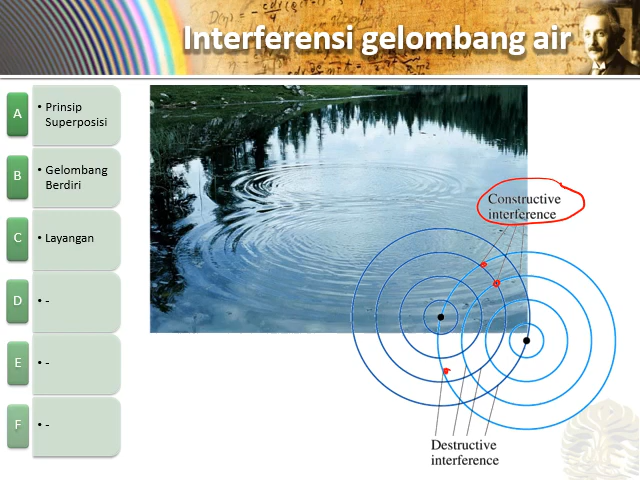 Interferensi gelombang air
A
• Prinsip
Superposisi
B
• Gelombang
Berdiri
C
• Layangan
D
• -
E
• -
F
• -
Constructive
interference
Destructive
interference